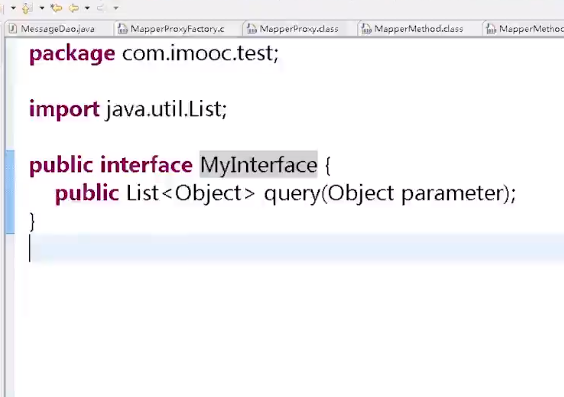 MessageDao.java MapperProxyFactory.c MapperProxy.class MapperMethod.class MapperMethod
package com.imooc.test;
import java.util.List;
public interface MyInterface {
public List<Object> query(Object parameter);
}